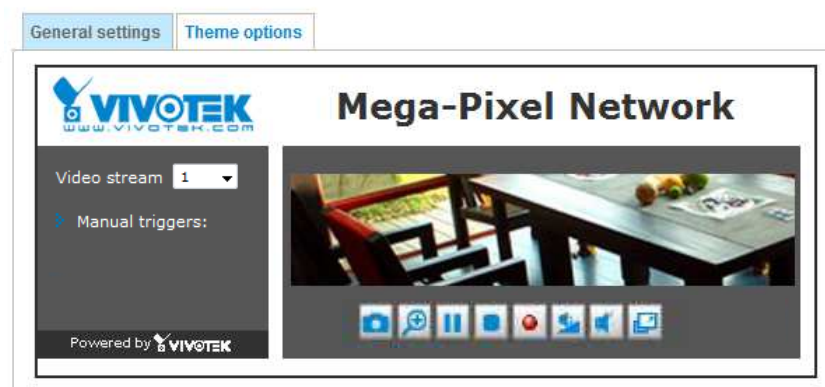 General settings
Theme options
VIVOTEK
www.vivotek.com
Mega-Pixel Network
Video stream 1
Manual triggers:
Powered by VIVOTEK